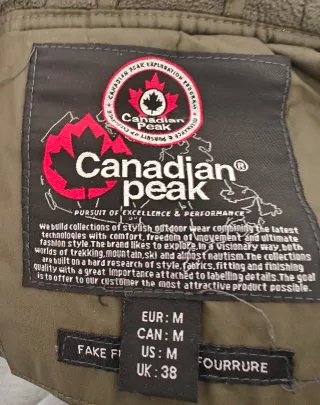 CANADIAN PEAK EXPLORATION PROGRAM
Canadian
Peak
Canadian®
peak
PURSUIT OF EXCELLENCE & PERFORMANCE
we build collections of stylish outdoor wear combining the latest
technologies with comfort, freedom of movement and ultimate
fashion style.The brand likes to explore,in a visionary way,both
worlds of trekking,mountain,ski and almost nautism.The collections
are built on a hard research of style,fabrics,fitting and finishing
quality with a great importance attached to labelling details.The goal
is to offer to our customer the most attractive product possible.
EUR : M
CAN : M
US : M
UK : 38
FAKE F
FOURRURE